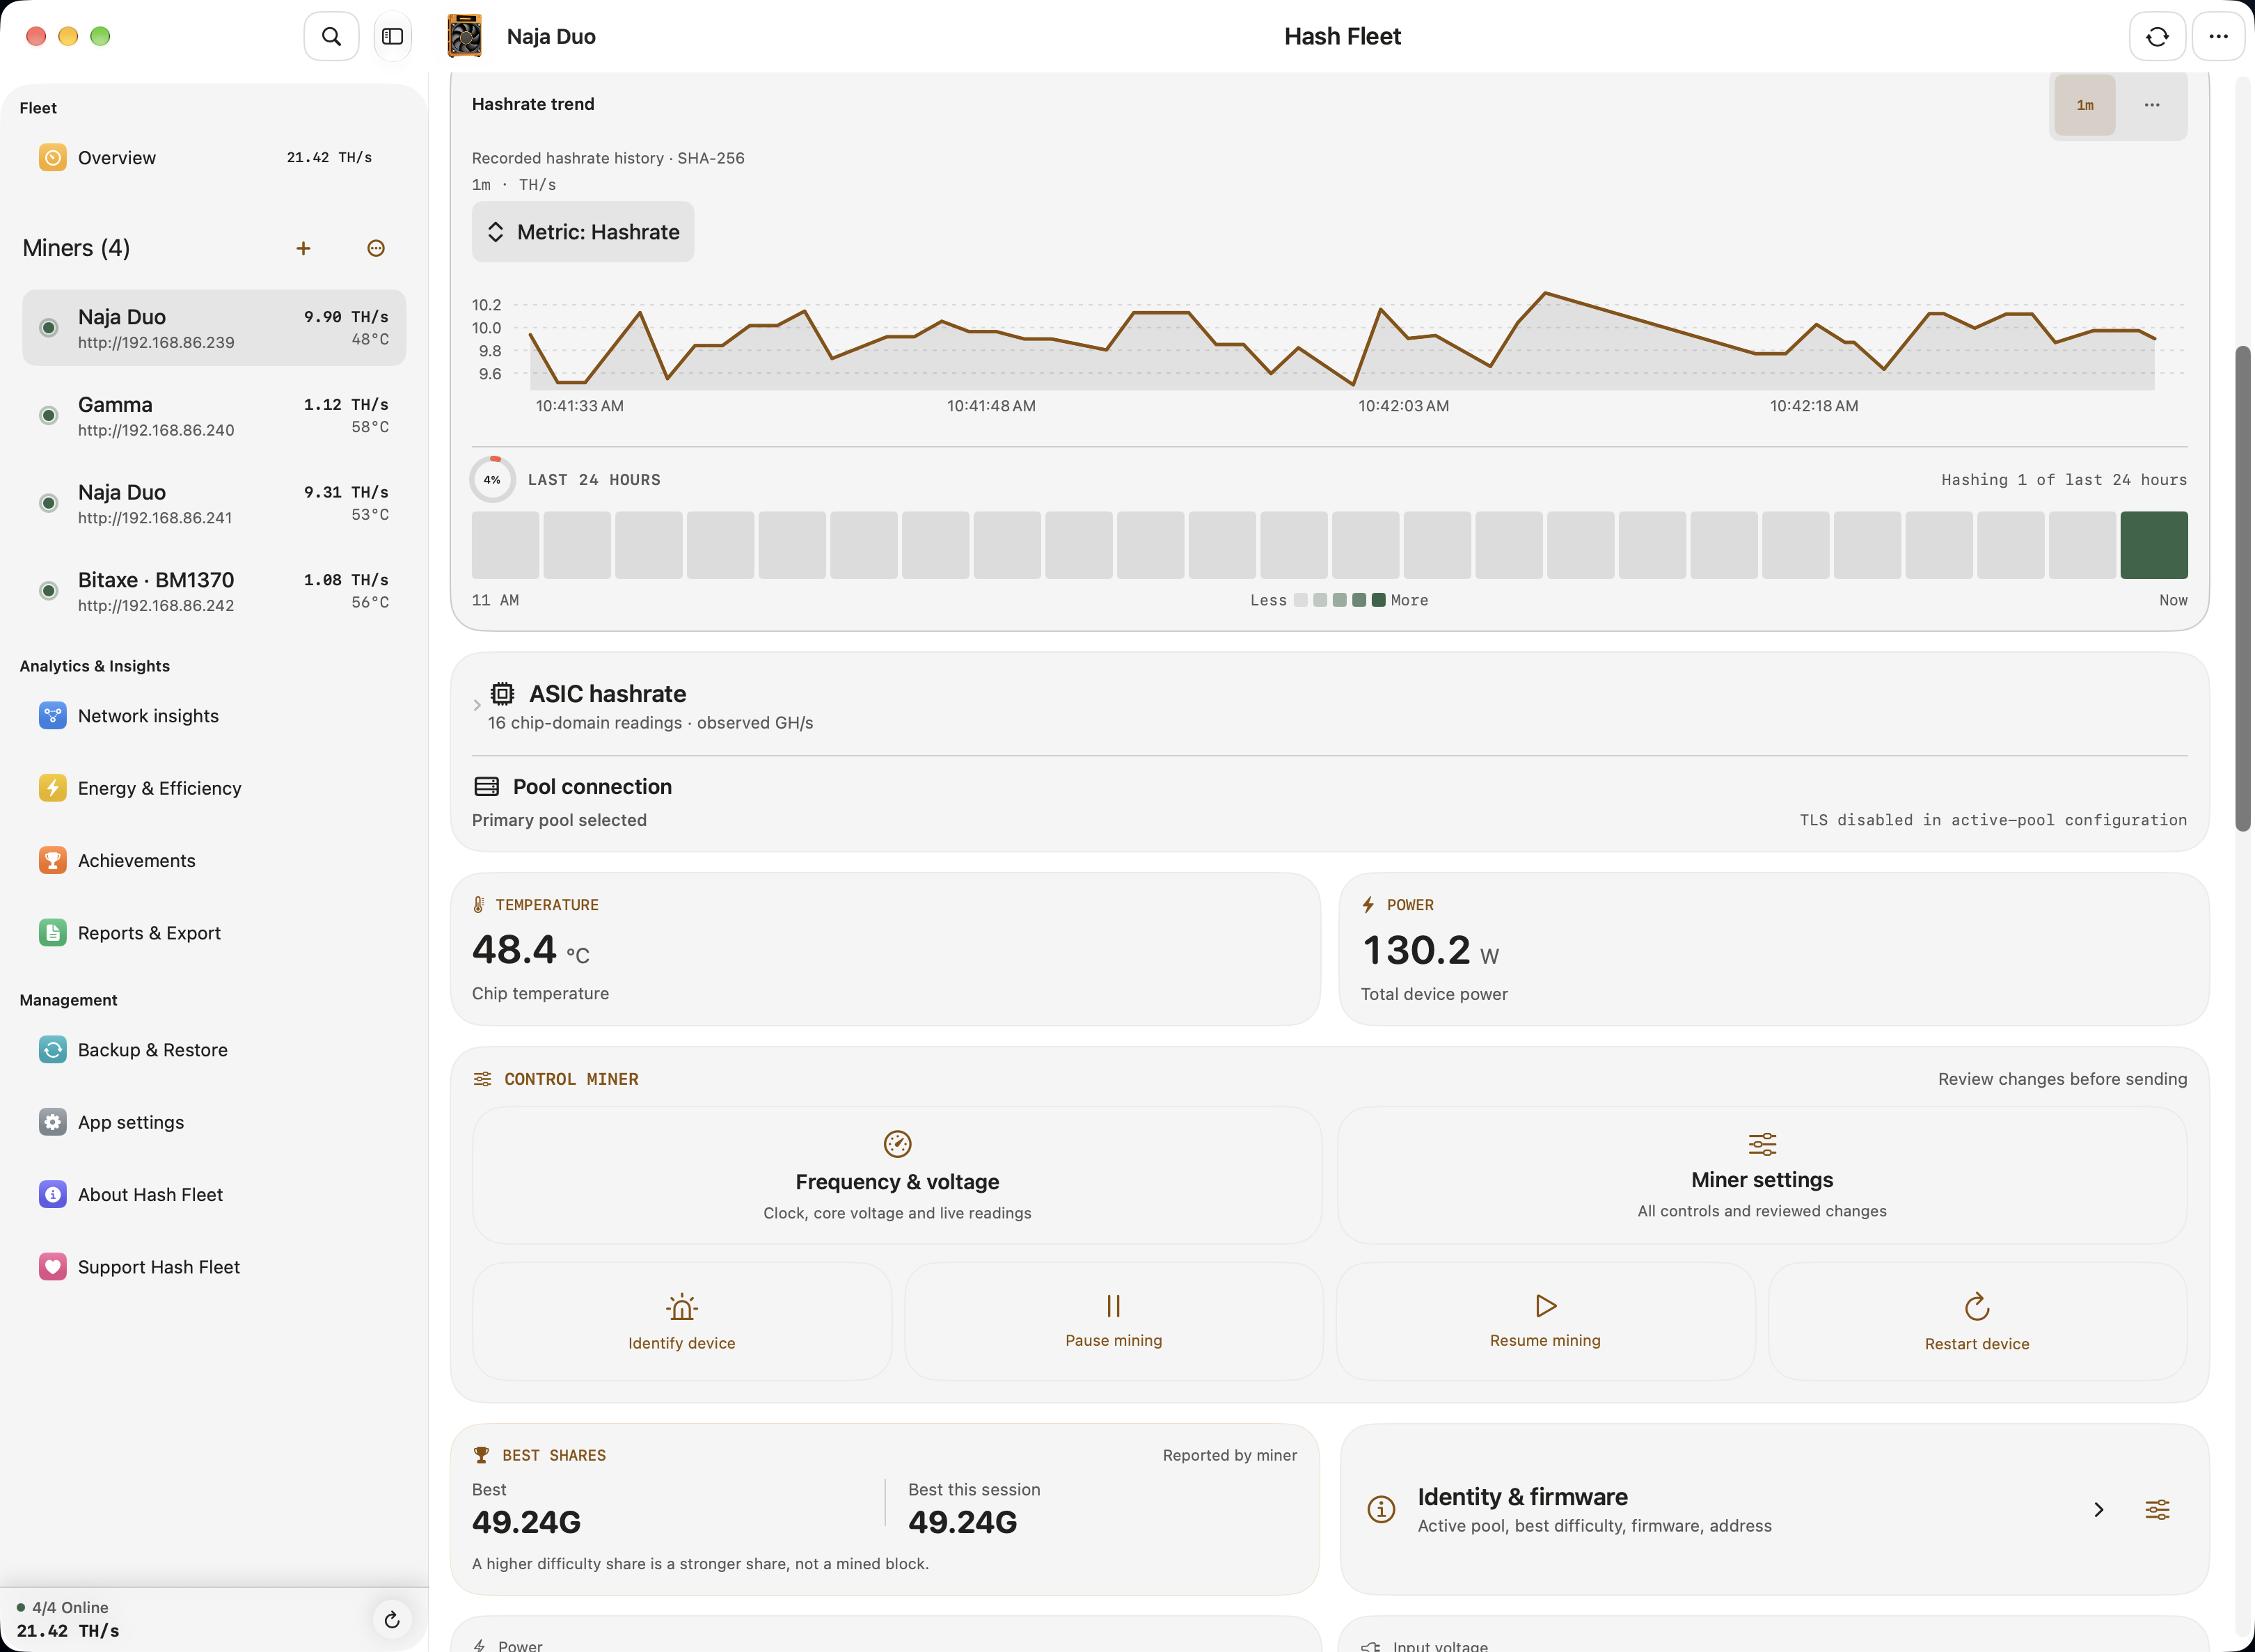 Naja Duo
Hash Fleet
Fleet
Overview
21.42 TH/s
Miners (4)
Naja Duo
9.90 TH/s
http://192.168.86.239
48°C
Gamma
1.12 TH/s
http://192.168.86.240
58°C
Naja Duo
9.31 TH/s
http://192.168.86.241
53°C
Bitaxe · BM1370
1.08 TH/s
http://192.168.86.242
56°C
Analytics & Insights
Network insights
Energy & Efficiency
Achievements
Reports & Export
Management
Backup & Restore
App settings
About Hash Fleet
Support Hash Fleet
4/4 Online
21.42 TH/s
Hashrate trend
1m
Recorded hashrate history · SHA-256
1m · TH/s
Metric: Hashrate
10.2
10.0
9.8
9.6
10:41:33 AM
10:41:48 AM
10:42:03 AM
10:42:18 AM
4%
LAST 24 HOURS
Hashing 1 of last 24 hours
11 AM
Less
More
Now
ASIC hashrate
16 chip-domain readings · observed GH/s
Pool connection
Primary pool selected
TLS disabled in active-pool configuration
TEMPERATURE
48.4 °C
Chip temperature
POWER
130.2 W
Total device power
CONTROL MINER
Review changes before sending
Frequency & voltage
Clock, core voltage and live readings
Miner settings
All controls and reviewed changes
Identify device
Pause mining
Resume mining
Restart device
BEST SHARES
Reported by miner
Best
49.24G
Best this session
49.24G
A higher difficulty share is a stronger share, not a mined block.
Identity & firmware
Active pool, best difficulty, firmware, address
Power
Input voltage